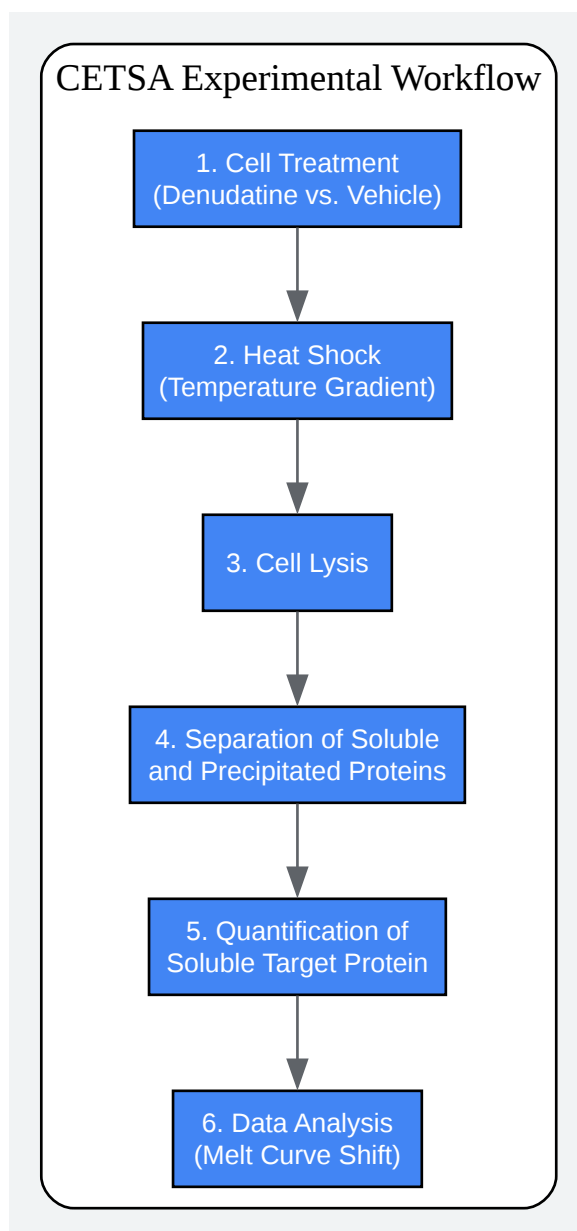 CETSA Experimental Workflow
1. Cell Treatment
(Denudatine vs. Vehicle)
2. Heat Shock
(Temperature Gradient)
3. Cell Lysis
4. Separation of Soluble
and Precipitated Proteins
5. Quantification of
Soluble Target Protein
6. Data Analysis
(Melt Curve Shift)